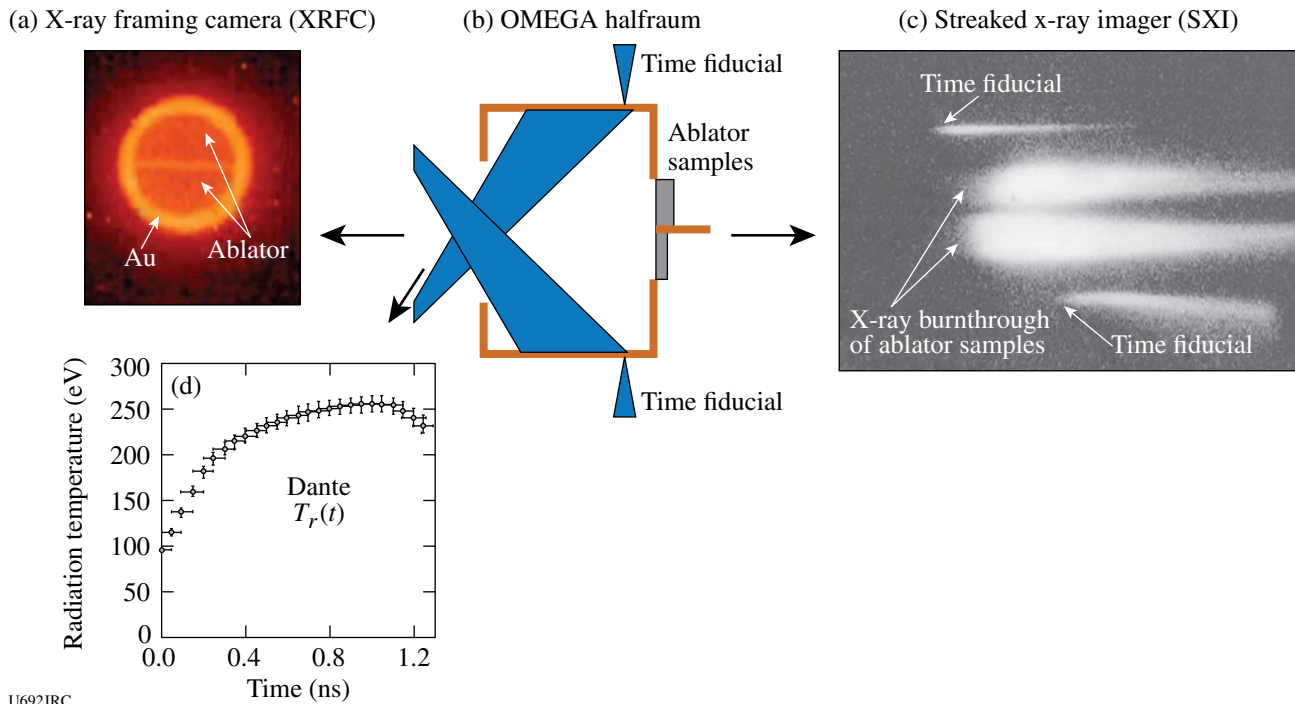 (a) X-ray framing camera (XRFC)
Au
Ablator
(b) OMEGA halfraum
Time fiducial
Ablator
samples
Time fiducial
(c) Streaked x-ray imager (SXI)
Time fiducial
X-ray burnthrough
of ablator samples
Time fiducial
(d)
Radiation temperature (eV)
300
250
200
150
100
50
0
Dante
T_r(t)
0.0 0.4 0.8 1.2
Time (ns)
U692JRC